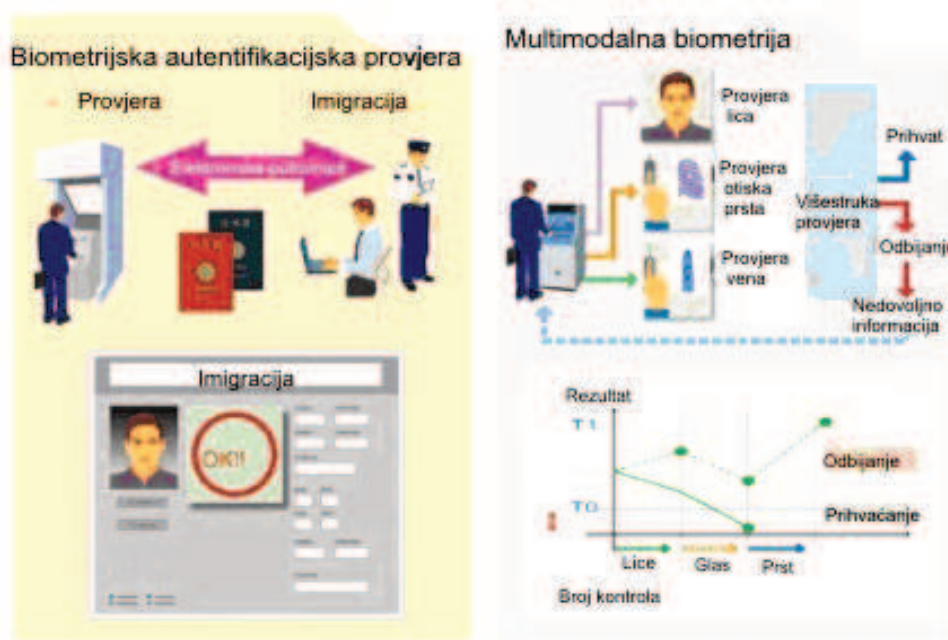 Biometrijska autentifikacijska provjera
Provjera
Imigracija
Imigracija
OK!!
Multimodalna biometrija
Provjera
lica
Provjera
otiska
prsta
Provjera
vena
Višestruka
provjera
Prihvat
Odbijanje
Nedovoljno
informacija
Rezultat
T1
T0
Odbijanje
Prihvaćanje
Lice
Glas
Prst
Broj kontrola